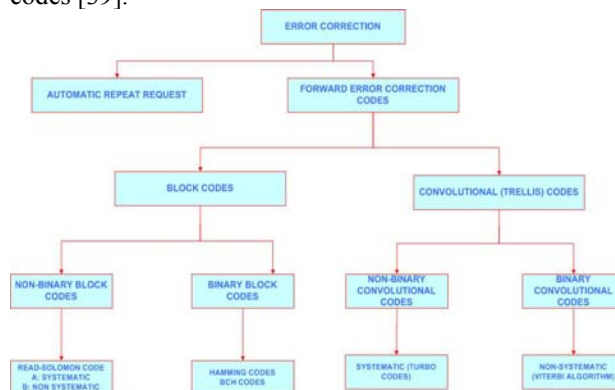 codes [39].
ERROR CORRECTION
AUTOMATIC REPEAT REQUEST
FORWARD ERROR CORRECTION
CODES
BLOCK CODES
CONVOLUTIONAL (TRELLIS) CODES
NON-BINARY BLOCK
CODES
BINARY BLOCK
CODES
NON-BINARY
CONVOLUTIONAL
CODES
BINARY
CONVOLUTIONAL
CODES
READ-SOLOMON CODE
A: SYSTEMATIC
B: NON SYSTEMATIC
HAMMING CODES
BCH CODES
SYSTEMATIC (TURBO
CODES)
NON-SYSTEMATIC
(VITERBI ALGORITHM)